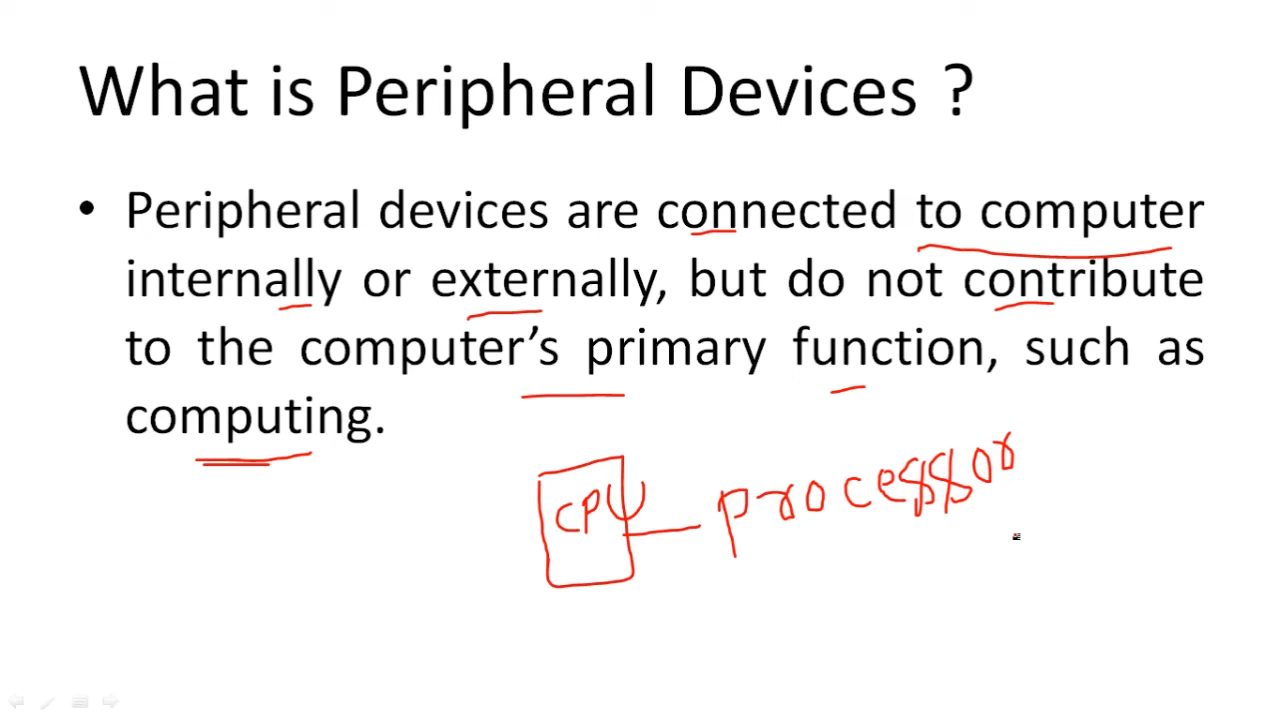 What is Peripheral Devices ?
• Peripheral devices are connected to computer
internally or externally, but do not contribute
to the computer’s primary function, such as
computing.
CPU processor